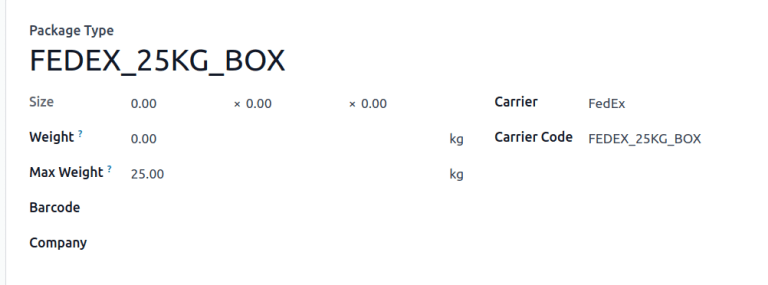 Package Type
FEDEX_25KG_BOX
Size 0.00 × 0.00 × 0.00 Carrier FedEx
Weight ? 0.00 kg Carrier Code FEDEX_25KG_BOX
Max Weight ? 25.00 kg
Barcode
Company